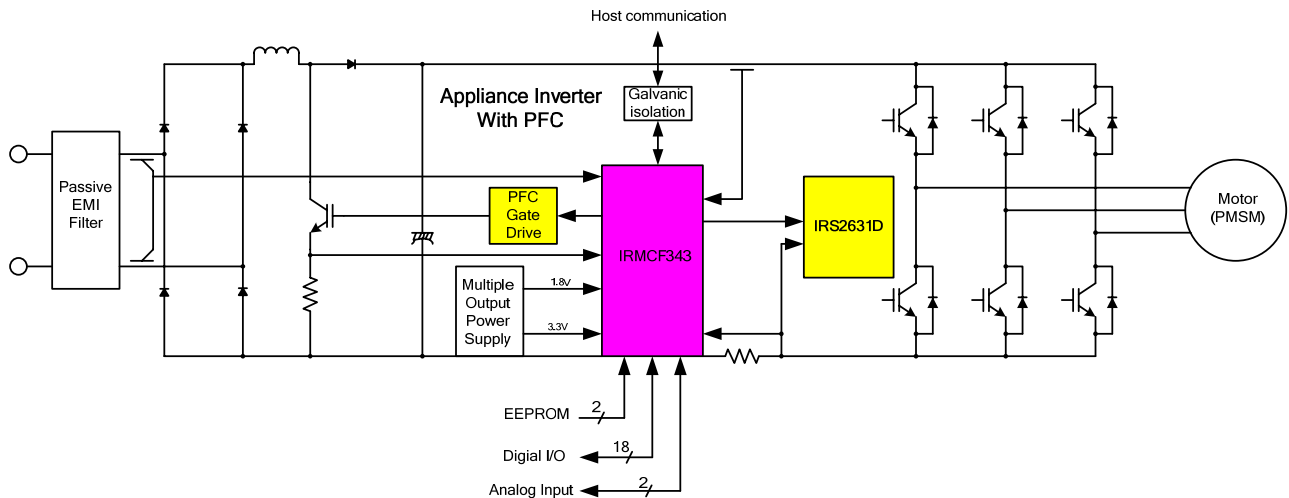 Host communication
Appliance Inverter
With PFC
Galvanic
isolation
Passive
EMI
Filter
PFC
Gate
Drive
IRMCF343
IRS2631D
Motor
(PMSM)
Multiple
Output
Power
Supply
1.8V
3.3V
EEPROM
2
Digial I/O
18
Analog Input
2